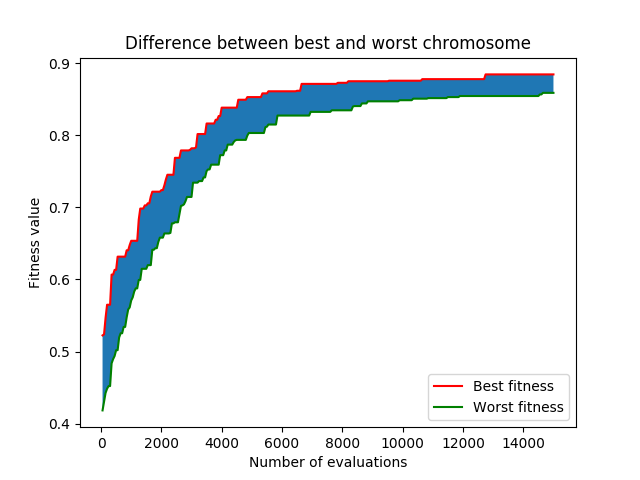 Difference between best and worst chromosome
0.9
0.8
0.7
0.6
0.5
0.4
Fitness value
0 2000 4000 6000 8000 10000 12000 14000
Number of evaluations
Best fitness
Worst fitness